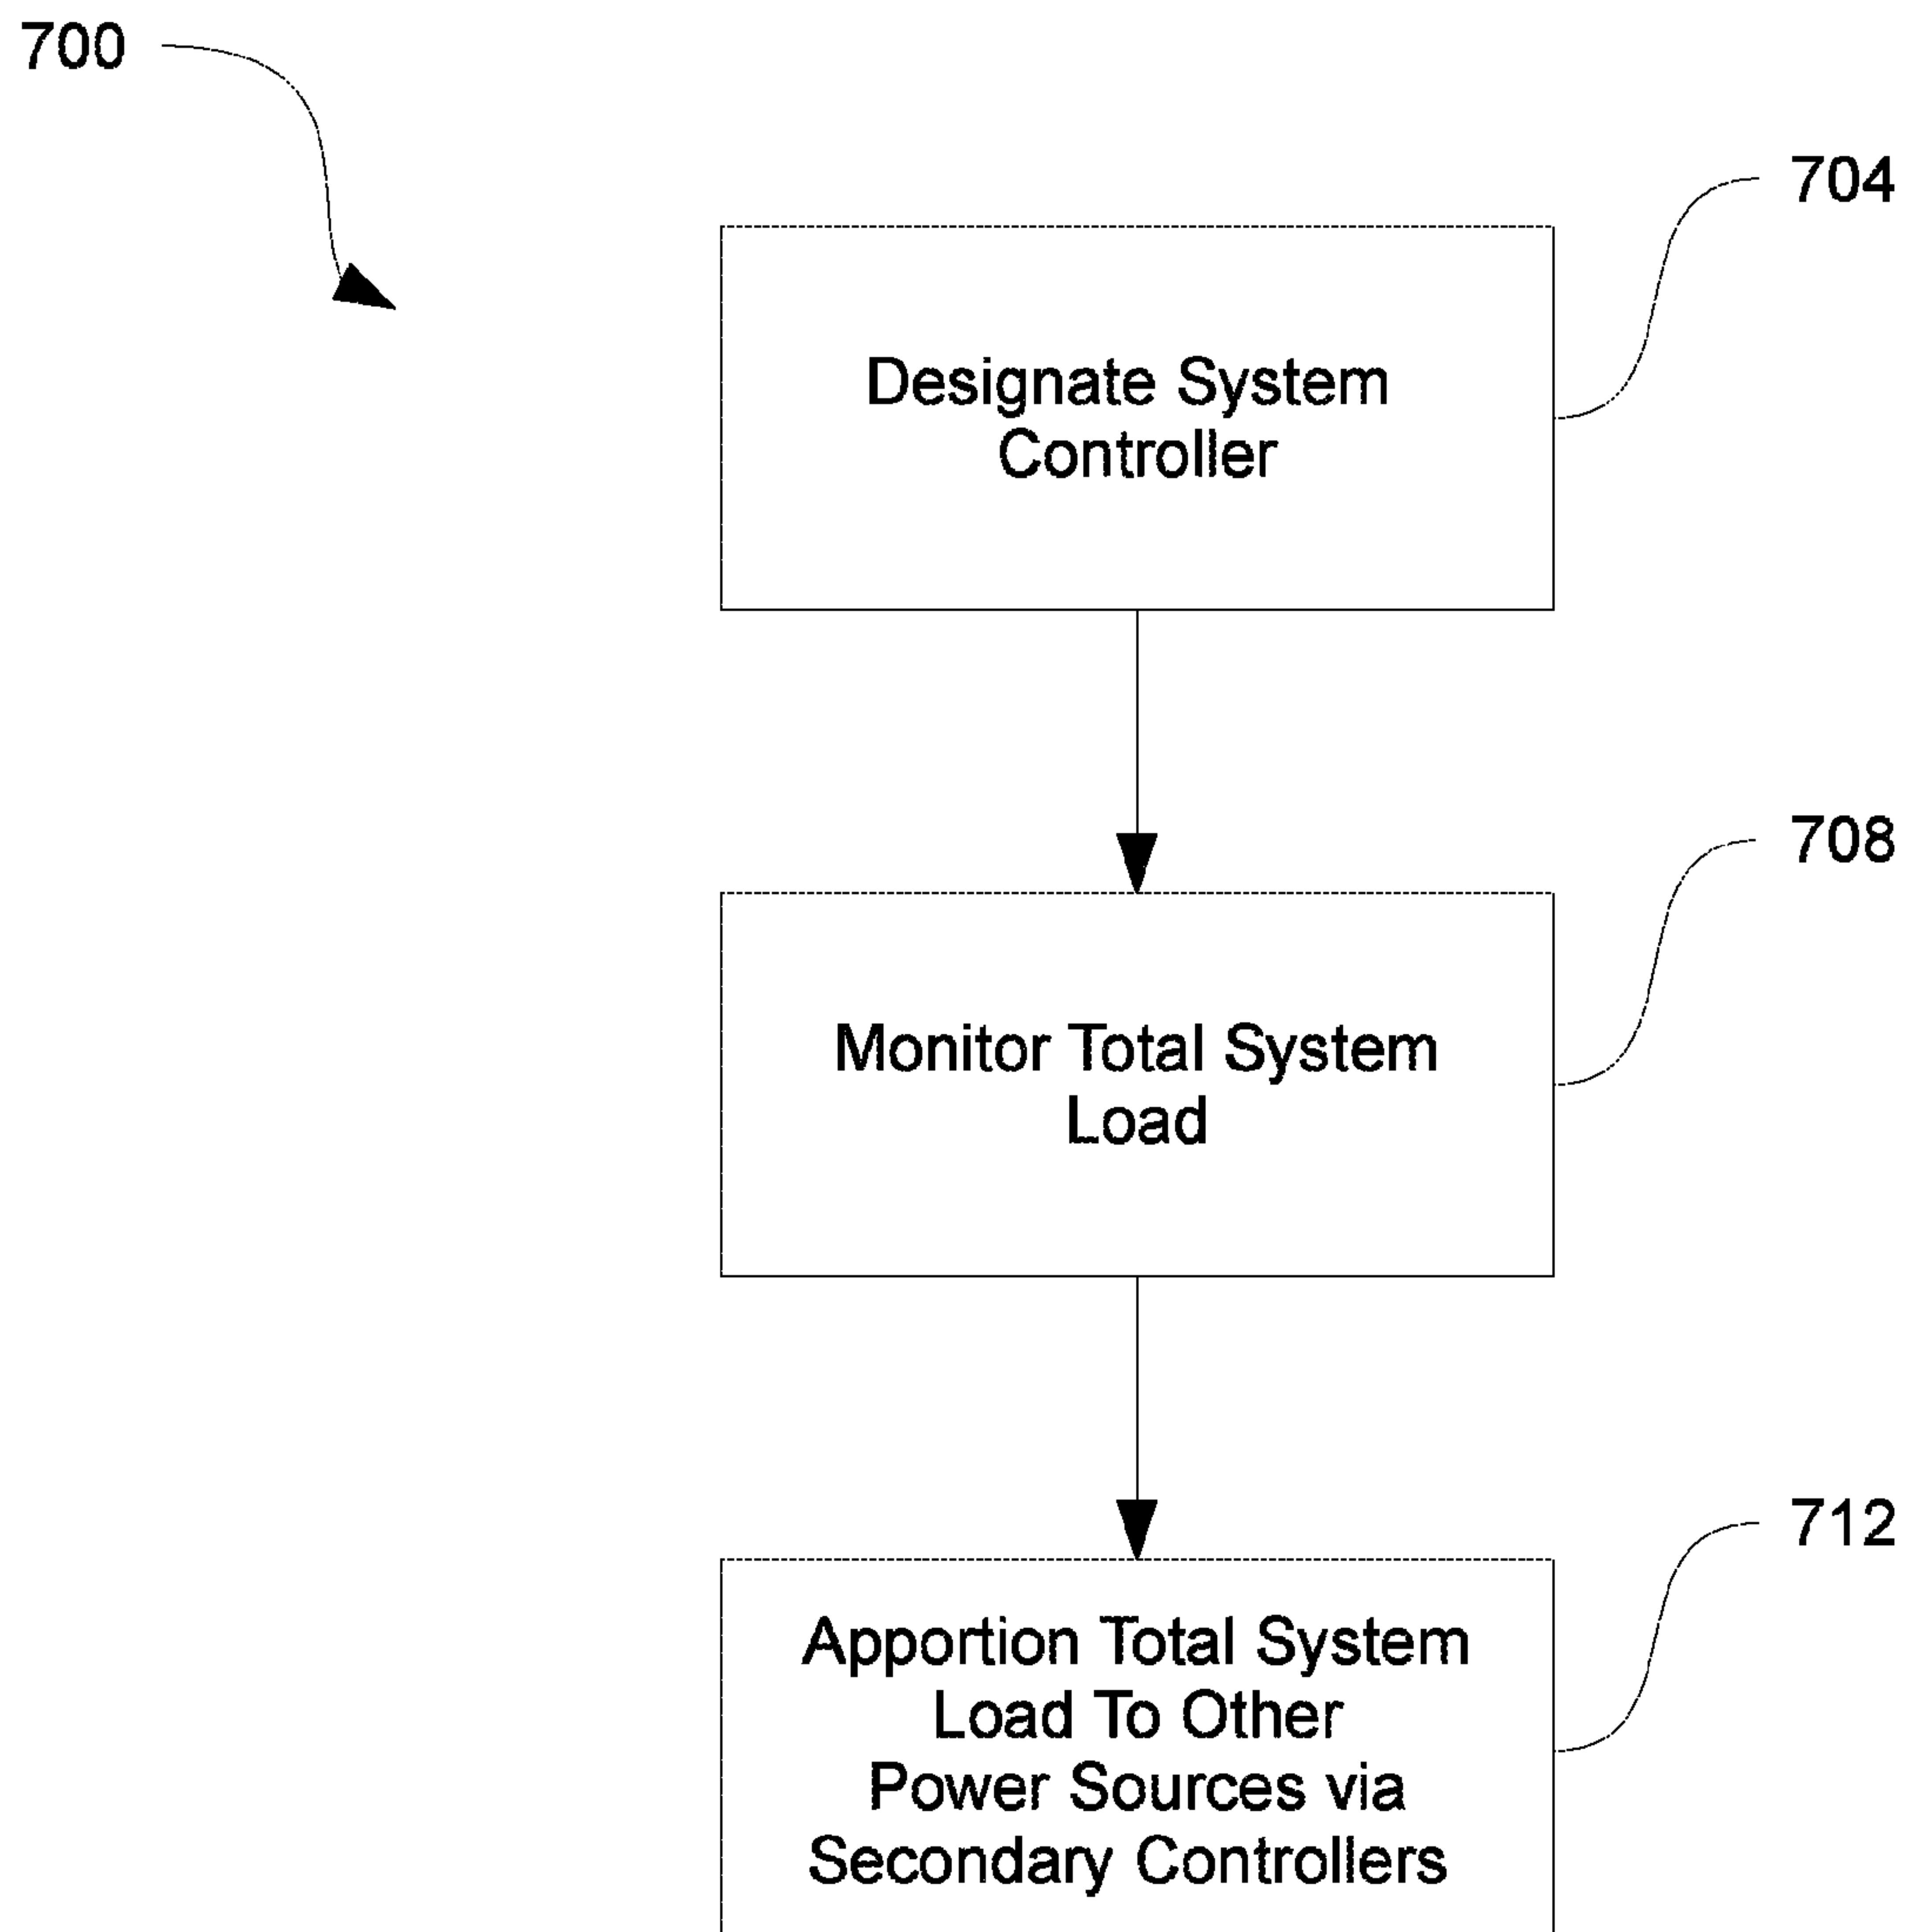 700
704
Designate System
Controller
708
Monitor Total System
Load
712
Apportion Total System
Load To Other
Power Sources via
Secondary Controllers